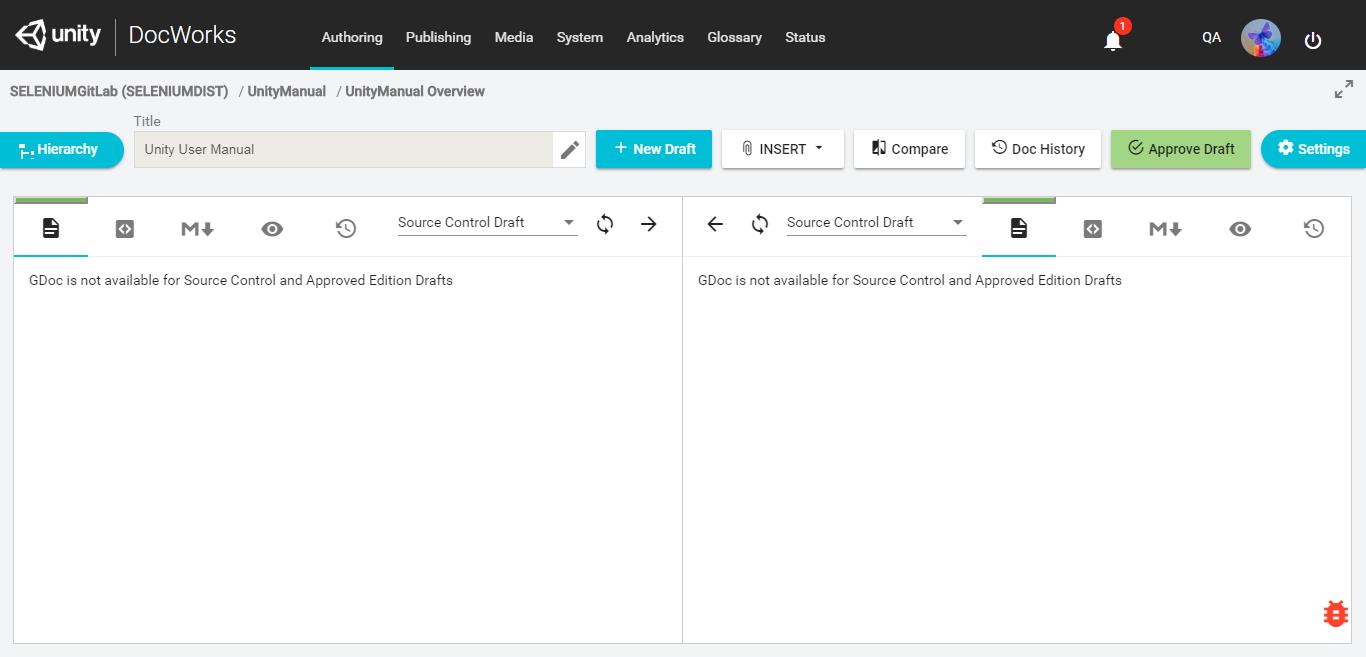 unity DocWorks Authoring Publishing Media System Analytics Glossary Status 1 QA
SELENIUMGitLab (SELENIUMDIST) / UnityManual / UnityManual Overview
Title
Hierarchy Unity User Manual + New Draft INSERT Compare Doc History Approve Draft Settings
M Source Control Draft Source Control Draft M
GDoc is not available for Source Control and Approved Edition Drafts GDoc is not available for Source Control and Approved Edition Drafts